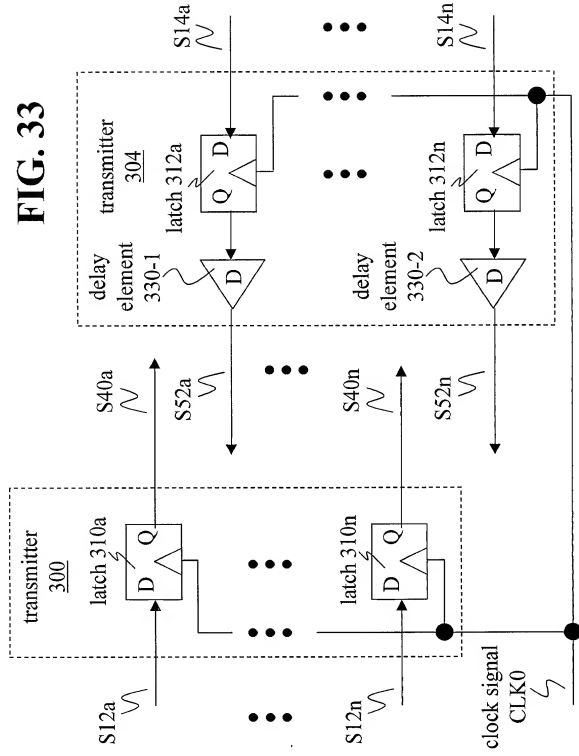 FIG. 33
transmitter
300
latch 310a
D
Q
S12a
S40a
latch 310n
D
Q
S12n
S40n
clock signal
CLK0
transmitter
304
delay
element
330-1
latch 312a
D
Q
D
S52a
S14a
delay
element
330-2
latch 312n
D
Q
D
S52n
S14n